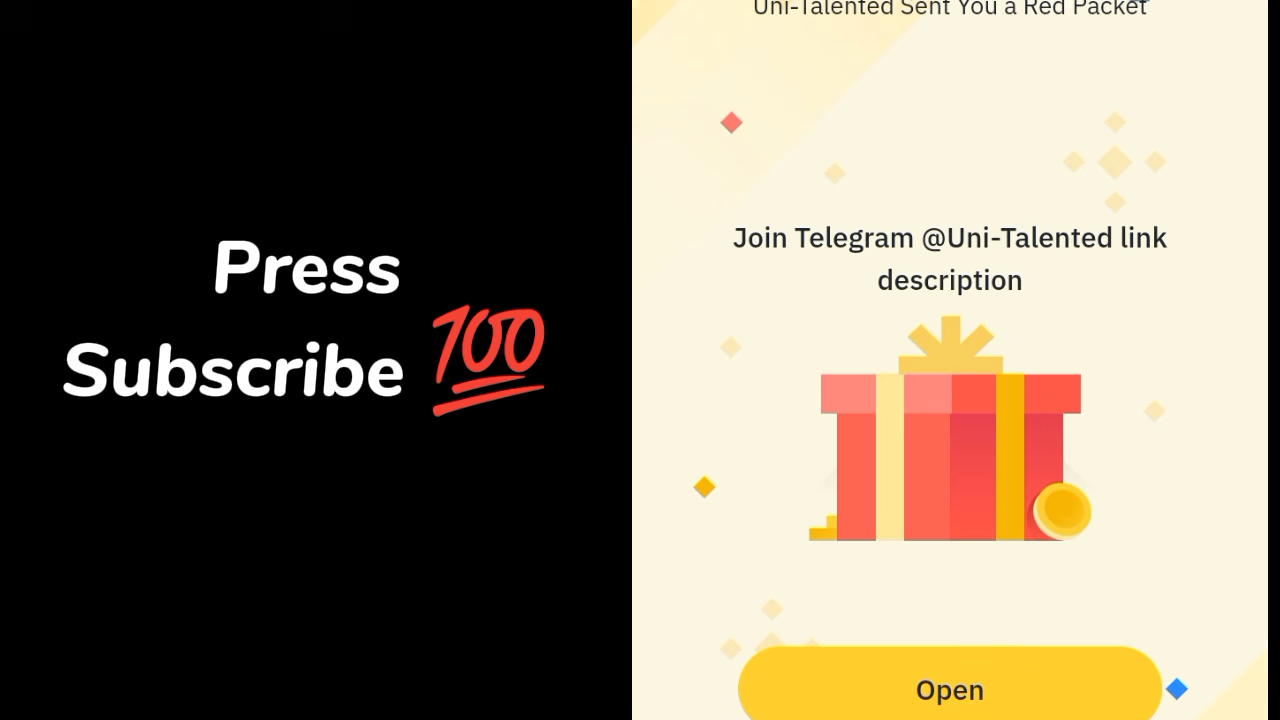 Press
Subscribe 💯
Uni-Talented Sent You a Red Packet
Join Telegram @Uni-Talented link
description
Open